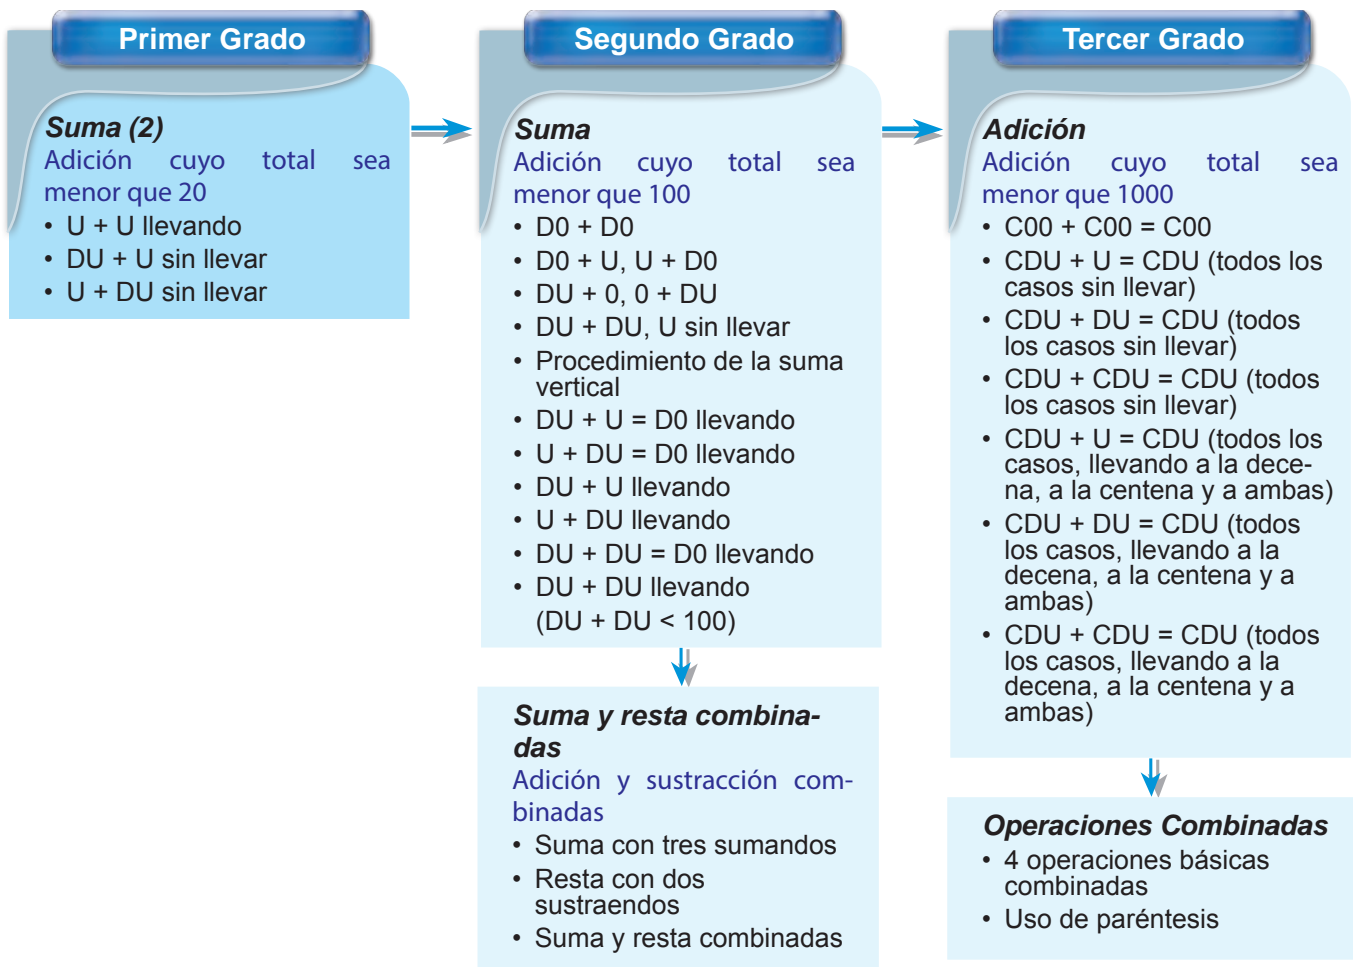 Primer Grado
Suma (2)
Adición cuyo total sea
menor que 20
• U + U llevando
• DU + U sin llevar
• U + DU sin llevar
Segundo Grado
Suma
Adición cuyo total sea
menor que 100
• D0 + D0
• D0 + U, U + D0
• DU + 0, 0 + DU
• DU + DU, U sin llevar
• Procedimiento de la suma
vertical
• DU + U = D0 llevando
• U + DU = D0 llevando
• DU + U llevando
• U + DU llevando
• DU + DU = D0 llevando
• DU + DU llevando
(DU + DU < 100)
Suma y resta combina-
das
Adición y sustracción com-
binadas
• Suma con tres sumandos
• Resta con dos
sustraendos
• Suma y resta combinadas
Tercer Grado
Adición
Adición cuyo total sea
menor que 1000
• C00 + C00 = C00
• CDU + U = CDU (todos los
casos sin llevar)
• CDU + DU = CDU (todos
los casos sin llevar)
• CDU + CDU = CDU (todos
los casos sin llevar)
• CDU + U = CDU (todos los
casos, llevando a la dece-
na, a la centena y a ambas)
• CDU + DU = CDU (todos
los casos, llevando a la
decena, a la centena y a
ambas)
• CDU + CDU = CDU (todos
los casos, llevando a la
decena, a la centena y a
ambas)
Operaciones Combinadas
• 4 operaciones básicas
combinadas
• Uso de paréntesis